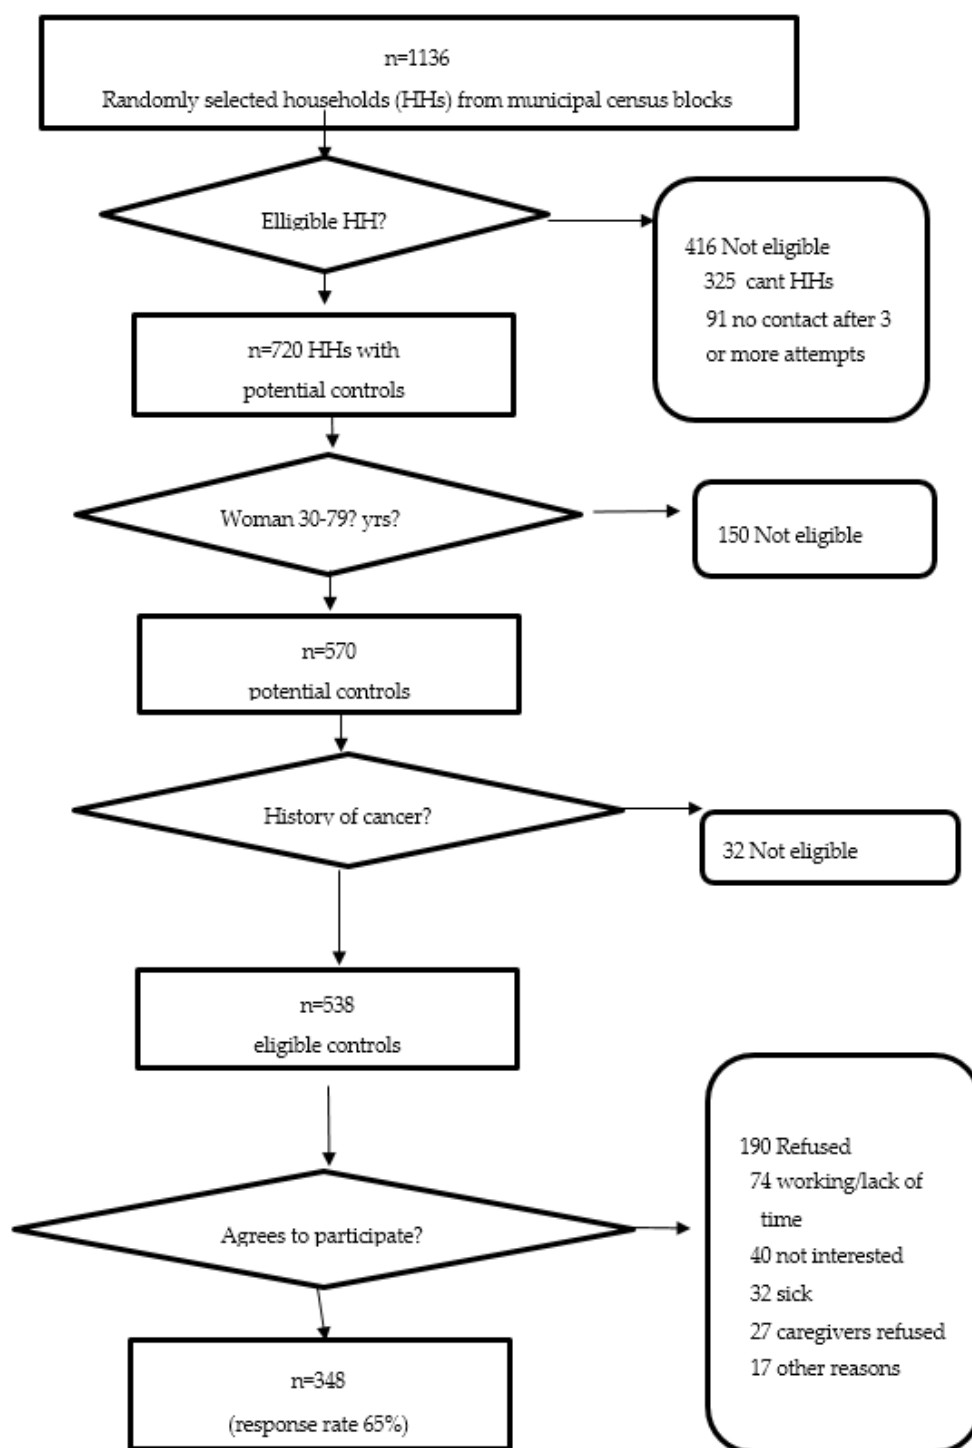 n=1136
Randomly selected households (HHs) from municipal census blocks
Elligible HH?
416 Not eligible
325 cant HHs
91 no contact after 3
or more attempts
n=720 HHs with
potential controls
Woman 30-79? yrs?
150 Not eligible
n=570
potential controls
History of cancer?
32 Not eligible
n=538
eligible controls
190 Refused
74 working/lack of
time
40 not interested
32 sick
27 caregivers refused
17 other reasons
Agrees to participate?
n=348
(response rate 65%)